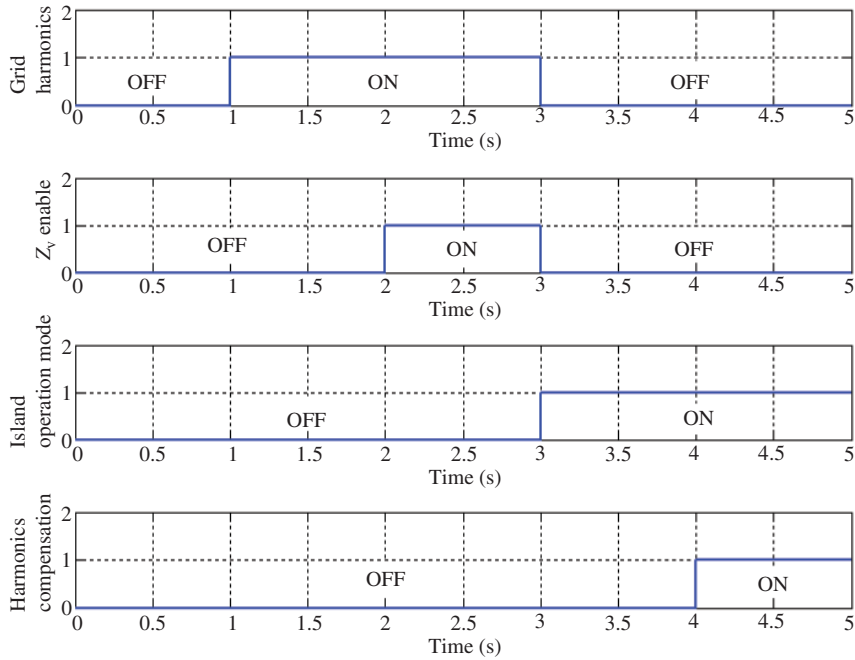 Grid
harmonics
2
1
0
OFF
ON
OFF
0 0.5 1 1.5 2 2.5 3 3.5 4 4.5 5
Time (s)
Z_v enable
2
1
0
OFF
ON
OFF
0 0.5 1 1.5 2 2.5 3 3.5 4 4.5 5
Time (s)
Island
operation mode
2
1
0
OFF
ON
0 0.5 1 1.5 2 2.5 3 3.5 4 4.5 5
Time (s)
Harmonics
compensation
2
1
0
OFF
ON
0 0.5 1 1.5 2 2.5 3 3.5 4 4.5 5
Time (s)